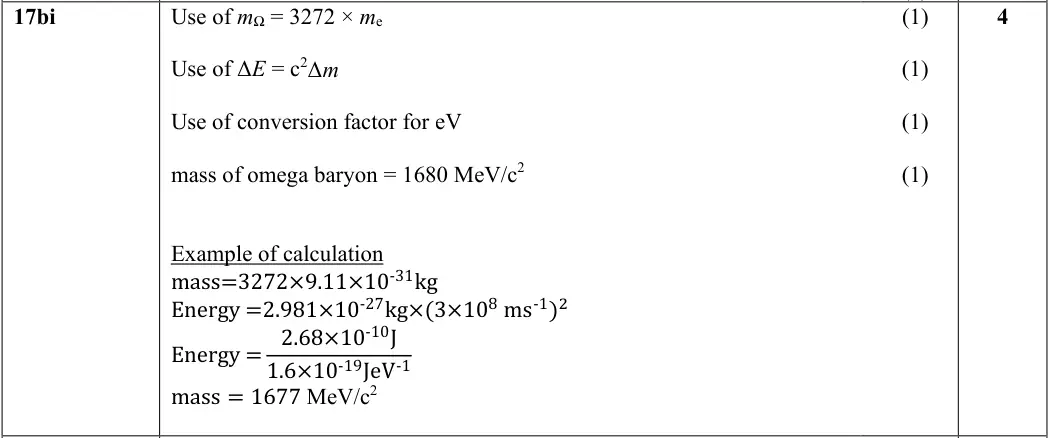 17bi Use of mΩ = 3272 × me (1) 4
Use of ΔE = c²Δm (1)
Use of conversion factor for eV (1)
mass of omega baryon = 1680 MeV/c² (1)
Example of calculation
mass=3272×9.11×10⁻³¹kg
Energy =2.981×10⁻²⁷kg×(3×10⁸ ms⁻¹)²
Energy = 2.68×10⁻¹⁰J
1.6×10⁻¹⁹JeV⁻¹
mass = 1677 MeV/c²